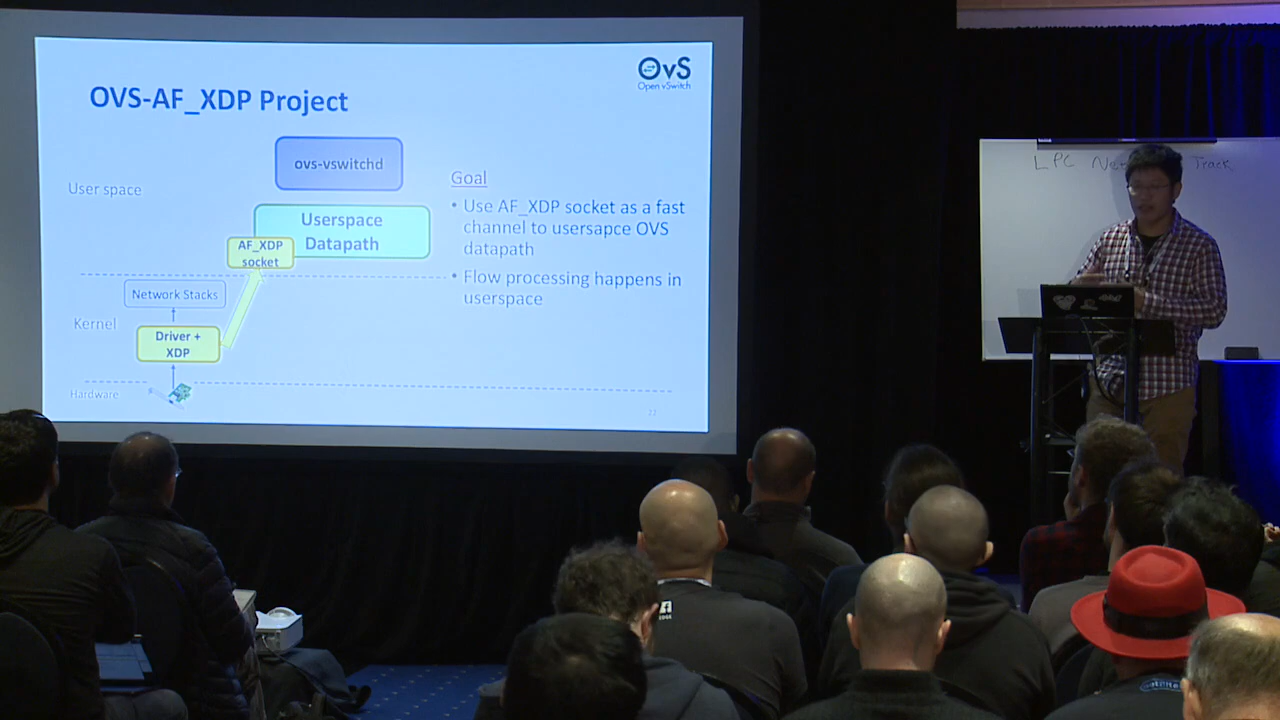 OvS
Open vSwitch
OVS-AF_XDP Project
ovs-vswitchd
User space
Userspace
Datapath
AF_XDP
socket
Network Stacks
Kernel
Driver +
XDP
Hardware
Goal
• Use AF_XDP socket as a fast
channel to usersapce OVS
datapath
• Flow processing happens in
userspace
22
LPC Track